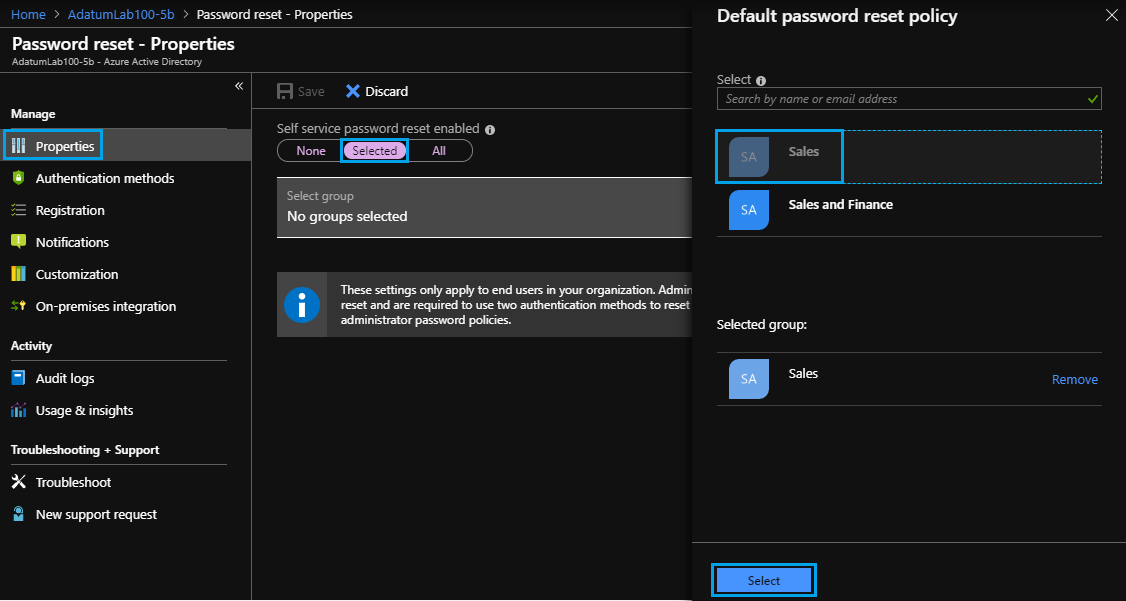 Home > AdatumLab100-5b > Password reset - Properties
Password reset - Properties
AdatumLab100-5b - Azure Active Directory
«
Manage
Properties
Authentication methods
Registration
Notifications
Customization
On-premises integration
Activity
Audit logs
Usage & insights
Troubleshooting + Support
Troubleshoot
New support request
Save
Discard
Self service password reset enabled
None
Selected
All
Select group
No groups selected
These settings only apply to end users in your organization. Admin
reset and are required to use two authentication methods to reset
administrator password policies.
Default password reset policy
Select
Search by name or email address
SA
Sales
SA
Sales and Finance
Selected group:
SA
Sales
Remove
Select